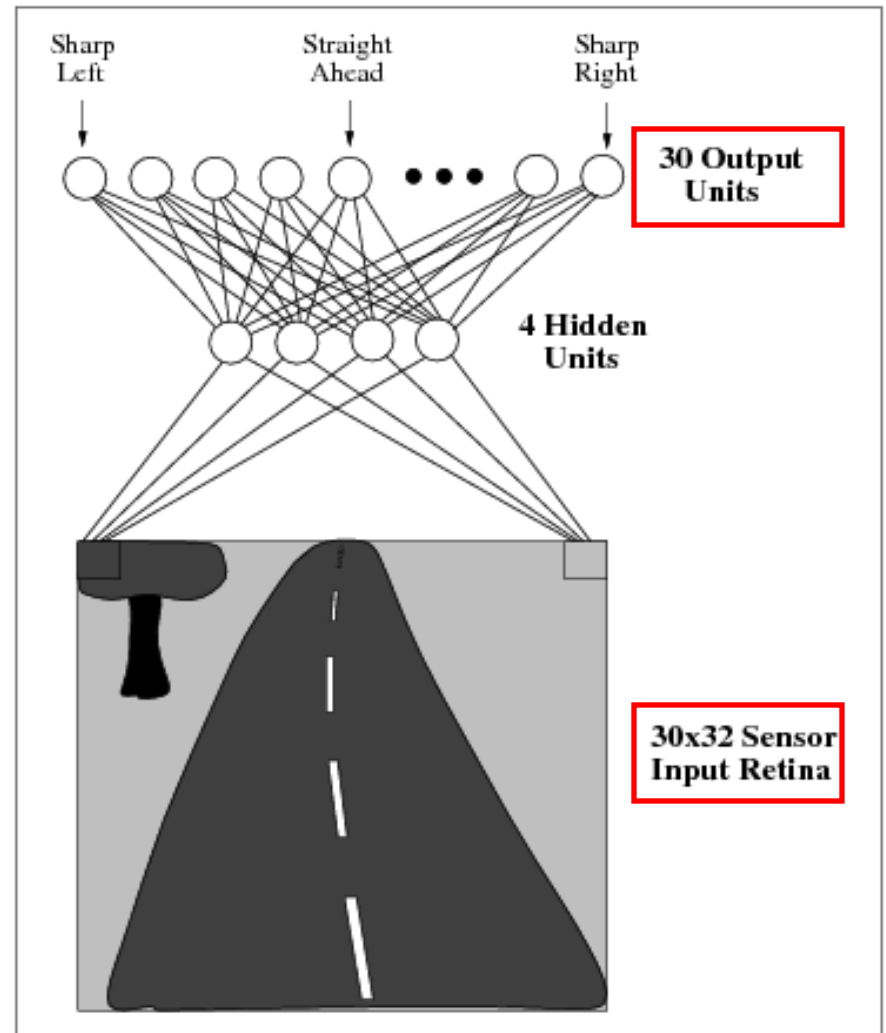 Sharp
Left
Straight
Ahead
Sharp
Right
30 Output
Units
4 Hidden
Units
30x32 Sensor
Input Retina